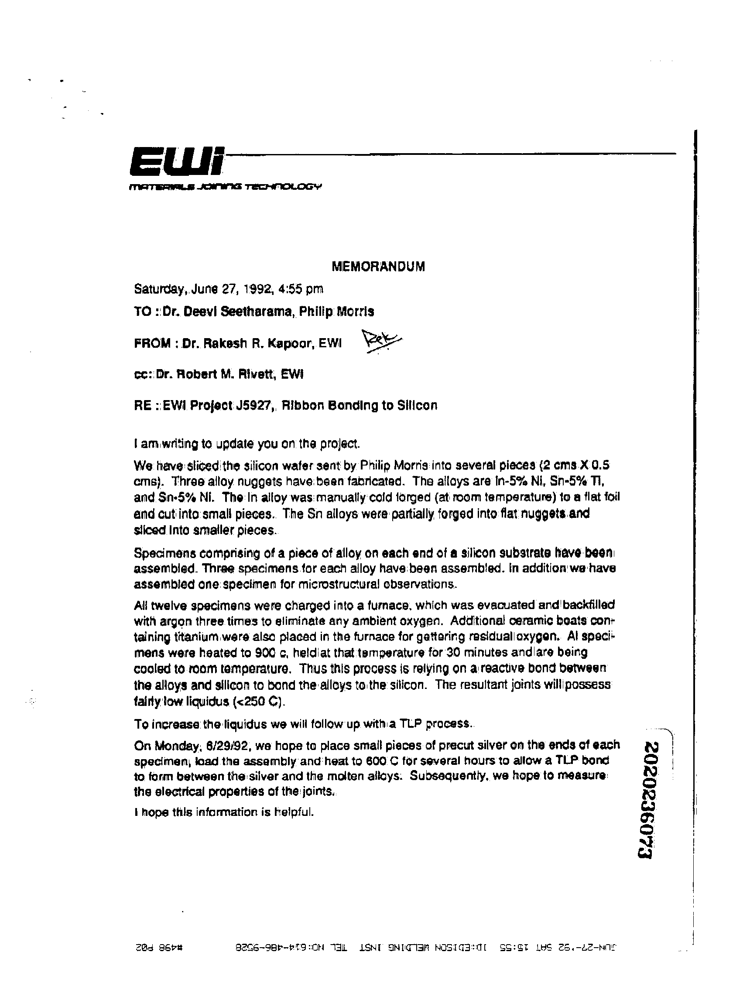 EWi
MATERIALS JOINING TECHNOLOGY
MEMORANDUM
Saturday, June 27, 1992, 4:55 pm
TO : Dr. Deevi Seetharama, Philip Morris
FROM : Dr. Rakesh R. Kapoor, EWI
cc: Dr. Robert M. Rivett, EWI
RE : EWI Project J5927, Ribbon Bonding to Silicon
I am writing to update you on the project.
We have sliced the silicon wafer sent by Philip Morris into several pieces (2 cms X 0.5
cms). Three alloy nuggets have been fabricated. The alloys are In-5% Ni, Sn-5% Ti,
and Sn-5% Ni. The In alloy was manually cold forged (at room temperature) to a flat foil
and cut into small pieces. The Sn alloys were partially forged into flat nuggets and
sliced into smaller pieces.
Specimens comprising of a piece of alloy on each end of a silicon substrate have been
assembled. Three specimens for each alloy have been assembled. In addition we have
assembled one specimen for microstructural observations.
All twelve specimens were charged into a furnace, which was evacuated and backfilled
with argon three times to eliminate any ambient oxygen. Additional ceramic boats con-
taining titanium were also placed in the furnace for gettering residual oxygen. Al speci-
mens were heated to 900 c, held at that temperature for 30 minutes and are being
cooled to room temperature. Thus this process is relying on a reactive bond between
the alloys and silicon to bond the alloys to the silicon. The resultant joints will possess
fairly low liquidus (<250 C).
To increase the liquidus we will follow up with a TLP process.
On Monday, 6/29/92, we hope to place small pieces of precut silver on the ends of each
specimen, load the assembly and heat to 600 C for several hours to allow a TLP bond
to form between the silver and the molten alloys. Subsequently, we hope to measure
the electrical properties of the joints.
I hope this information is helpful.
2020236073
JUN-27-'92 SAT 15:55 ID:EDISON WELDING INST TEL NO:614-486-9528 #498 P02